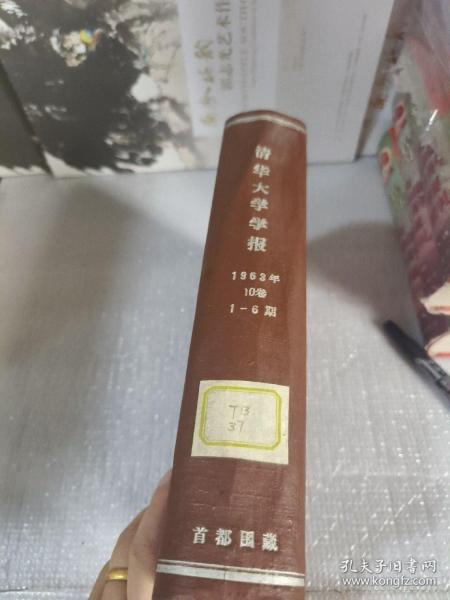 清华大学学报
1963年
10卷
1-6期
TB
37
首都图藏
孔夫子旧书网
www.kongfz.com